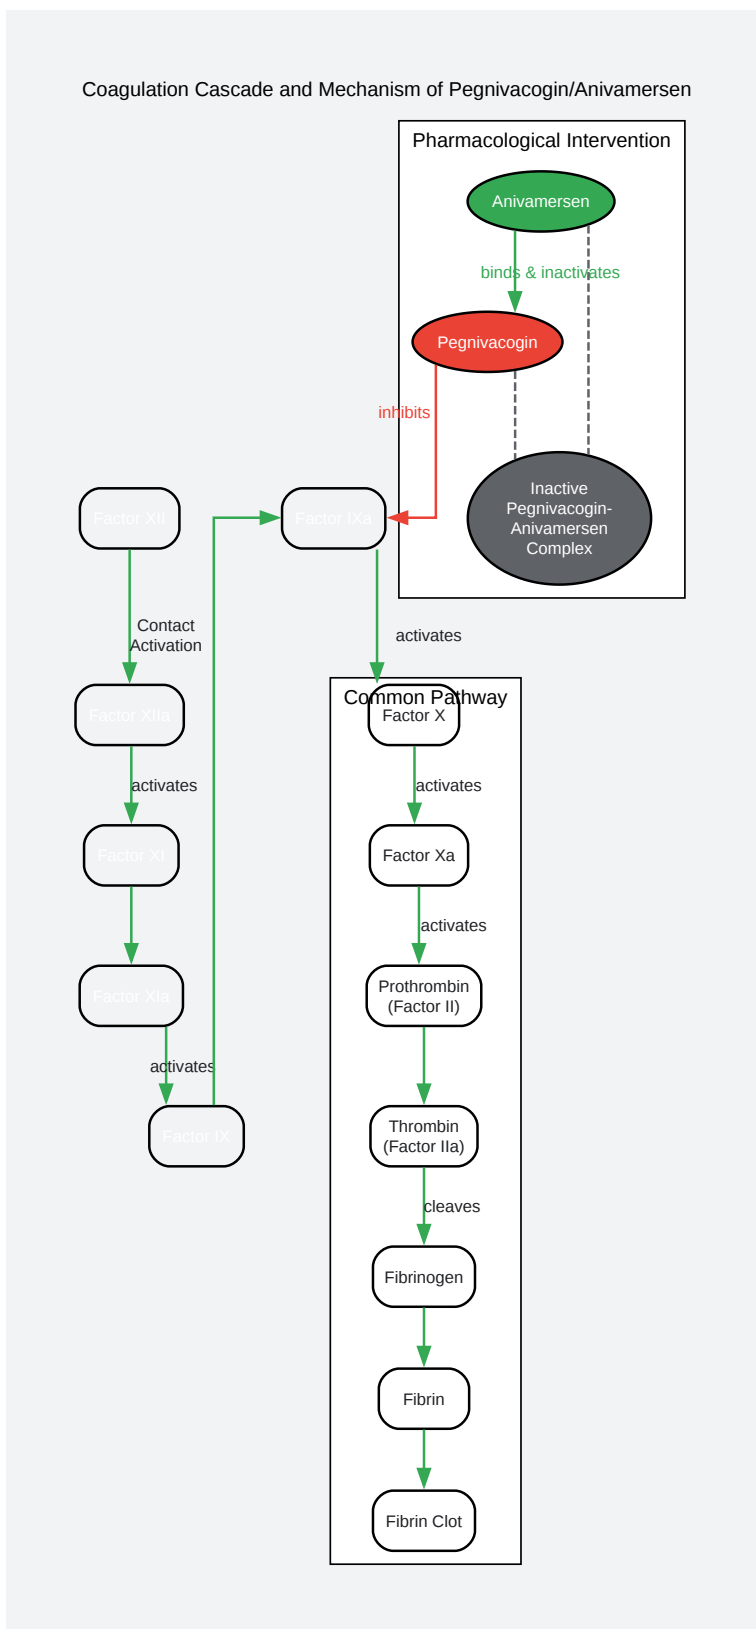 Coagulation Cascade and Mechanism of Pegnivacogin/Anivamersen
Pharmacological Intervention
Anivamersen
binds & inactivates
Pegnivacogin
inhibits
Inactive
Pegnivacogin-
Anivamersen
Complex
Factor XII
Factor IXa
Contact
Activation
activates
Factor XIIa
Common Pathway
Factor X
activates
activates
Factor XI
Factor Xa
activates
Factor XIa
Prothrombin
(Factor II)
activates
Factor IX
Thrombin
(Factor IIa)
cleaves
Fibrinogen
Fibrin
Fibrin Clot